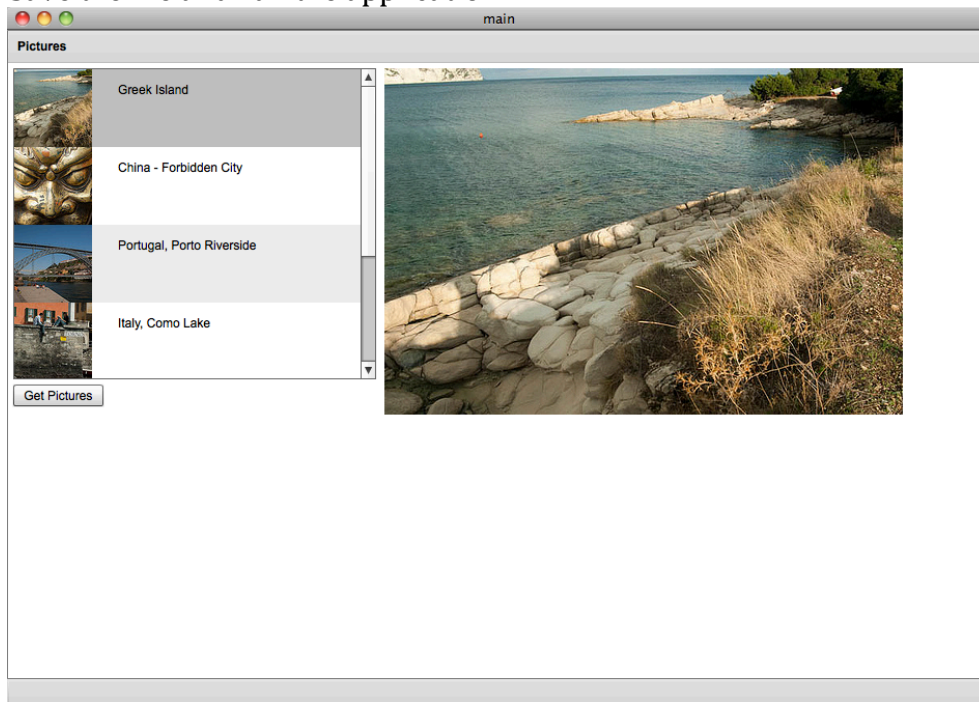 main
Pictures
Greek Island
China - Forbidden City
Portugal, Porto Riverside
Italy, Como Lake
Get Pictures